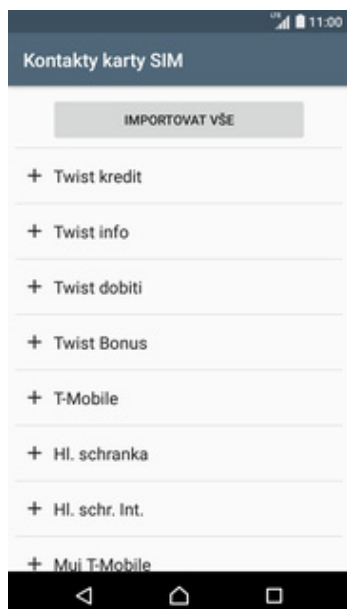 LTE 11:00
Kontakty karty SIM
IMPORTOVAT VŠE
+ Twist kredit
+ Twist info
+ Twist dobiti
+ Twist Bonus
+ T-Mobile
+ Hl. schranka
+ Hl. schr. Int.
+ Muj T-Mobile